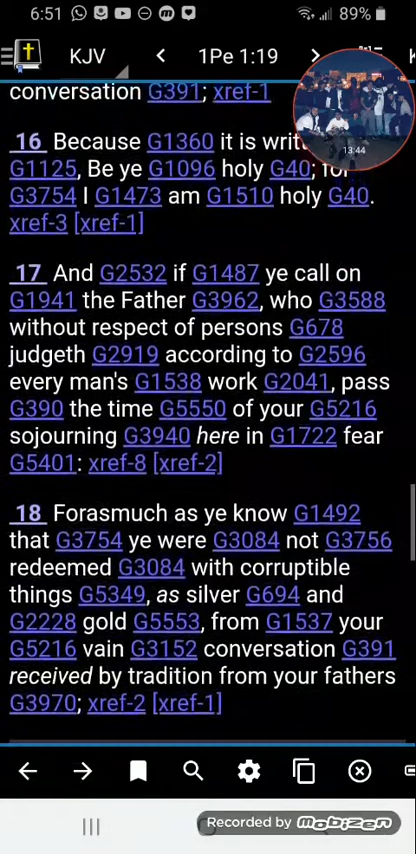 6:51 89%
KJV < 1Pe 1:19 >
conversation G391; xref-1
16 Because G1360 it is writ
G1125, Be ye G1096 holy G40; for
G3754 I G1473 am G1510 holy G40.
xref-3 [xref-1]
13:44
17 And G2532 if G1487 ye call on
G1941 the Father G3962, who G3588
without respect of persons
G678
judgeth G2919 according to G2596
every man's G1538 work G2041, pass
G390 the time G5550 of your G5216
sojourning G3940 here in G1722 fear
G5401: xref-8 [xref-2]
18 Forasmuch as ye know G1492
that G3754 ye were G3084 not G3756
redeemed G3084 with corruptible
things G5349, as silver G694 and
G2228 gold G5553, from G1537 your
G5216 vain G3152 conversation G391
received by tradition from your fathers
G3970; xref-2 [xref-1]
Recorded by mobizen